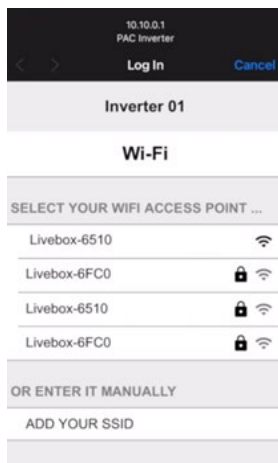 10.10.0.1
PAC Inverter
Log In
Cancel
Inverter 01
Wi-Fi
SELECT YOUR WIFI ACCESS POINT ...
Livebox-6510
Livebox-6FC0
Livebox-6510
Livebox-6FC0
OR ENTER IT MANUALLY
ADD YOUR SSID